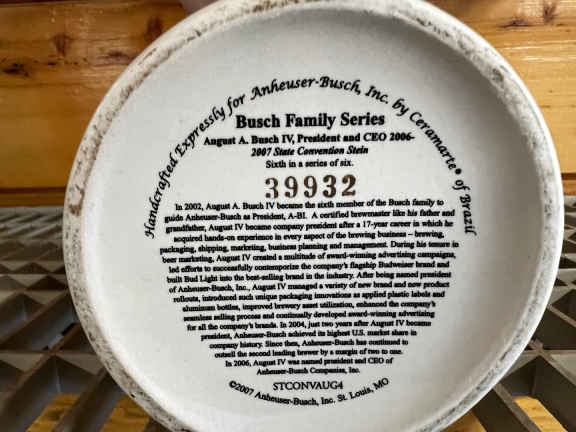 Handcrafted Expressly for Anheuser-Busch, Inc. by Ceramarte® of Brazil
Busch Family Series
August A. Busch IV, President and CEO 2006-
2007 State Convention Stein
Sixth in a series of six.
39932
In 2002, August A. Busch IV became the sixth member of the Busch family to
guide Anheuser-Busch as President, A-BI. A certified brewmaster like his father and
grandfather, August IV became company president after a 17-year career in which he
acquired hands-on experience in every aspect of the brewing business – brewing,
packaging, shipping, marketing, business planning and management. During his tenure in
beer marketing, August IV created a multitude of award-winning advertising campaigns,
led efforts to successfully contemporize the company's flagship Budweiser brand and
built Bud Light into the best-selling brand in the industry. After being named president
of Anheuser-Busch, Inc., August IV managed a variety of new brand and new product
rollouts, introduced such unique packaging innovations as applied plastic labels and
aluminum bottles, improved brewery asset utilization, enhanced the company's
seamless selling process and continually developed award-winning advertising
for all the company's brands. In 2004, just two years after August IV became
president, Anheuser-Busch achieved its highest U.S. market share in
company history. Since then, Anheuser-Busch has continued to
outsell the second leading brewer by a margin of two to one.
In 2006, August IV was named president and CEO of
Anheuser-Busch Companies, Inc.
STCONVAUG4
©2007 Anheuser-Busch, Inc. St. Louis, MO